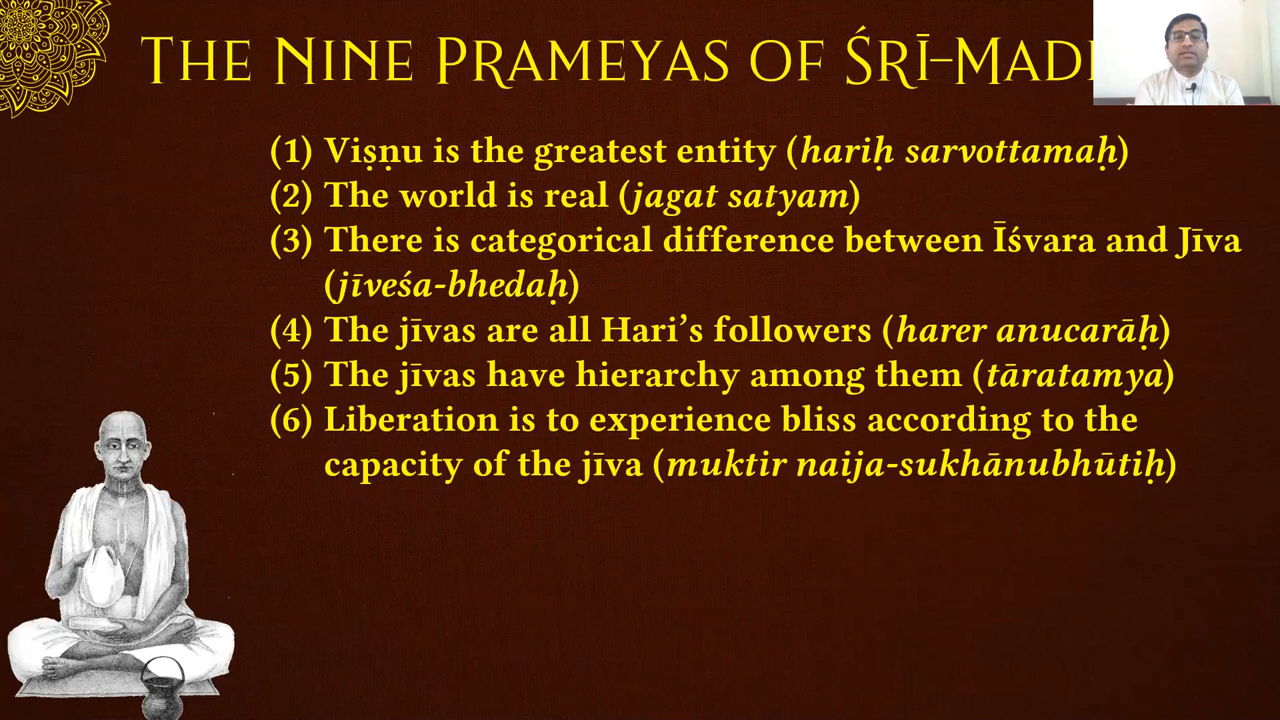 THE NINE PRAMEYAS OF ŚRĪ-MAD
(1) Viṣṇu is the greatest entity (hariḥ sarvottamaḥ)
(2) The world is real (jagat satyam)
(3) There is categorical difference between Īśvara and Jīva
(jīveśa-bhedaḥ)
(4) The jīvas are all Hari’s followers (harer anucarāḥ)
(5) The jīvas have hierarchy among them (tāratamya)
(6) Liberation is to experience bliss according to the
capacity of the jīva (muktir naija-sukhānubhūtiḥ)